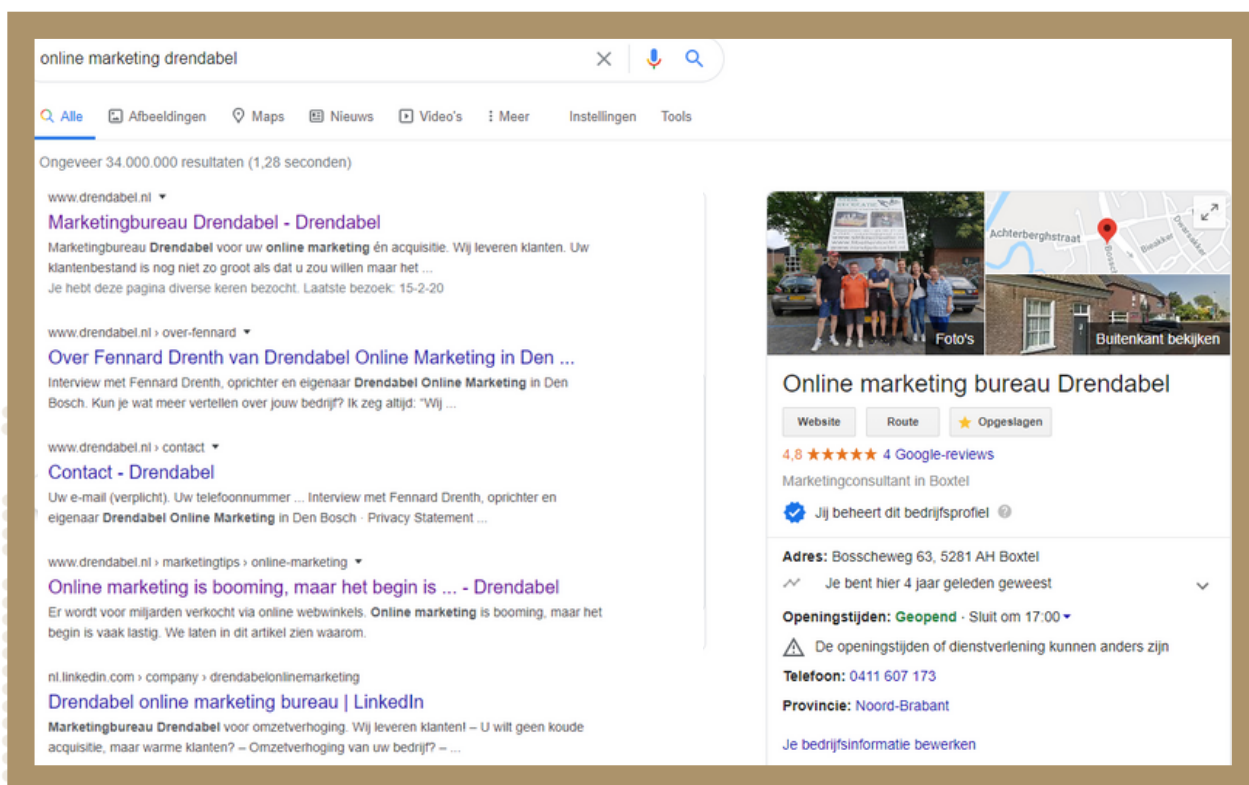 online marketing drendabel
Alle Afbeeldingen Maps Nieuws Video's Meer Instellingen Tools
Ongeveer 34.000.000 resultaten (1,28 seconden)
www.drendabel.nl
Marketingbureau Drendabel - Drendabel
Marketingbureau Drendabel voor uw online marketing én acquisitie. Wij leveren klanten. Uw
klantenbestand is nog niet zo groot als dat u zou willen maar het ...
Je hebt deze pagina diverse keren bezocht. Laatste bezoek: 15-2-20
www.drendabel.nl › over-fennard
Over Fennard Drenth van Drendabel Online Marketing in Den ...
Interview met Fennard Drenth, oprichter en eigenaar Drendabel Online Marketing in Den
Bosch. Kun je wat meer vertellen over jouw bedrijf? Ik zeg altijd: "Wij ...
www.drendabel.nl › contact
Contact - Drendabel
Uw e-mail (verplicht). Uw telefoonnummer ... Interview met Fennard Drenth, oprichter en
eigenaar Drendabel Online Marketing in Den Bosch · Privacy Statement ...
www.drendabel.nl › marketingtips › online-marketing
Online marketing is booming, maar het begin is ... - Drendabel
Er wordt voor miljarden verkocht via online webwinkels. Online marketing is booming, maar het
begin is vaak lastig. We laten in dit artikel zien waarom.
nl.linkedin.com › company › drendabelonlinemarketing
Drendabel online marketing bureau | LinkedIn
Marketingbureau Drendabel voor omzetverhoging. Wij leveren klanten! – U wilt geen koude
acquisitie, maar warme klanten? – Omzetverhoging van uw bedrijf? – ...
Achterberghstraat
Bosscl
Bieakker
Dwarsakker
Foto's
Buitenkant bekijken
Online marketing bureau Drendabel
Website Route Opgeslagen
4,8 ★★★★★ 4 Google-reviews
Marketingconsultant in Boxtel
Jij beheert dit bedrijfsprofiel
Adres: Bosscheweg 63, 5281 AH Boxtel
Je bent hier 4 jaar geleden geweest
Openingstijden: Geopend · Sluit om 17:00
De openingstijden of dienstverlening kunnen anders zijn
Telefoon: 0411 607 173
Provincie: Noord-Brabant
Je bedrijfsinformatie bewerken